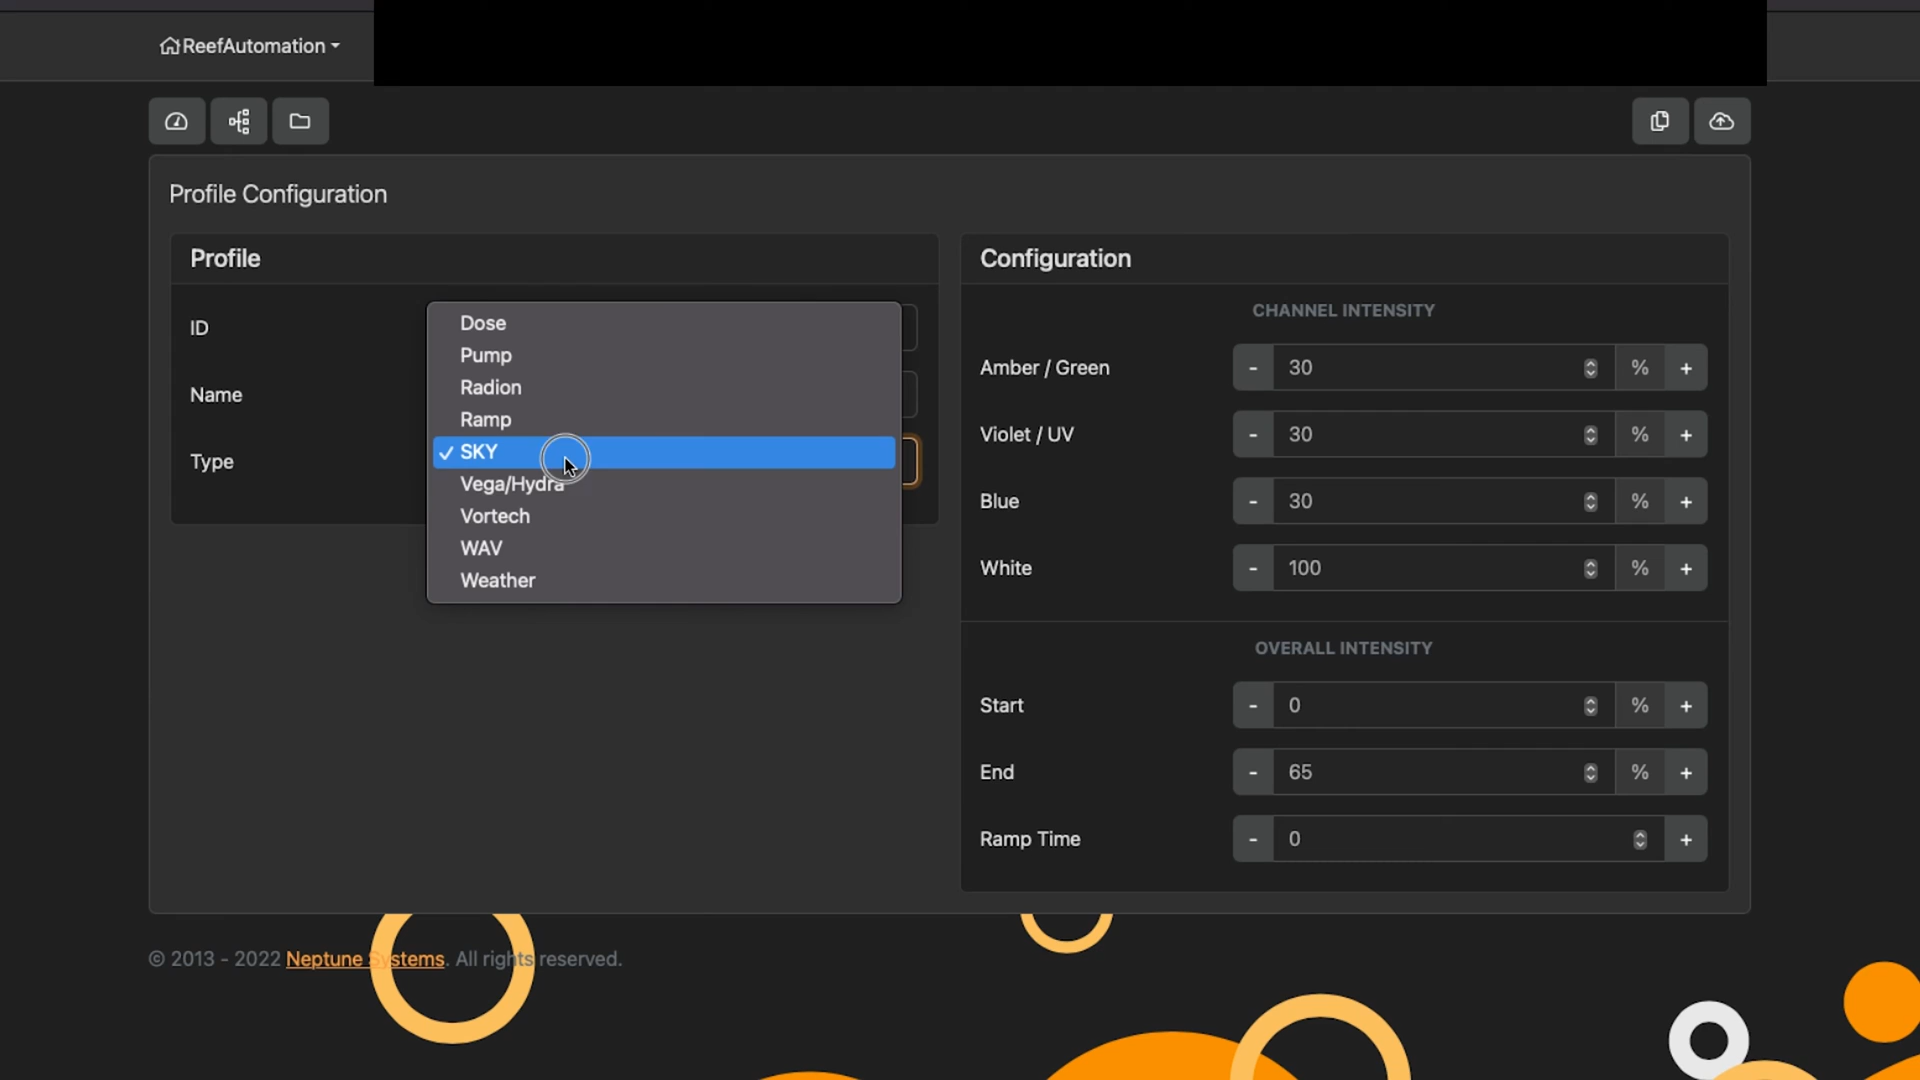 ReefAutomation
Profile Configuration
Profile
ID
Name
Type
Dose
Pump
Radion
Ramp
✓ SKY
Vega/Hydra
Vortech
WAV
Weather
Configuration
CHANNEL INTENSITY
Amber / Green - 30 % +
Violet / UV - 30 % +
Blue - 30 % +
White - 100 % +
OVERALL INTENSITY
Start - 0 % +
End - 65 % +
Ramp Time - 0 +
© 2013 - 2022 Neptune Systems. All rights reserved.